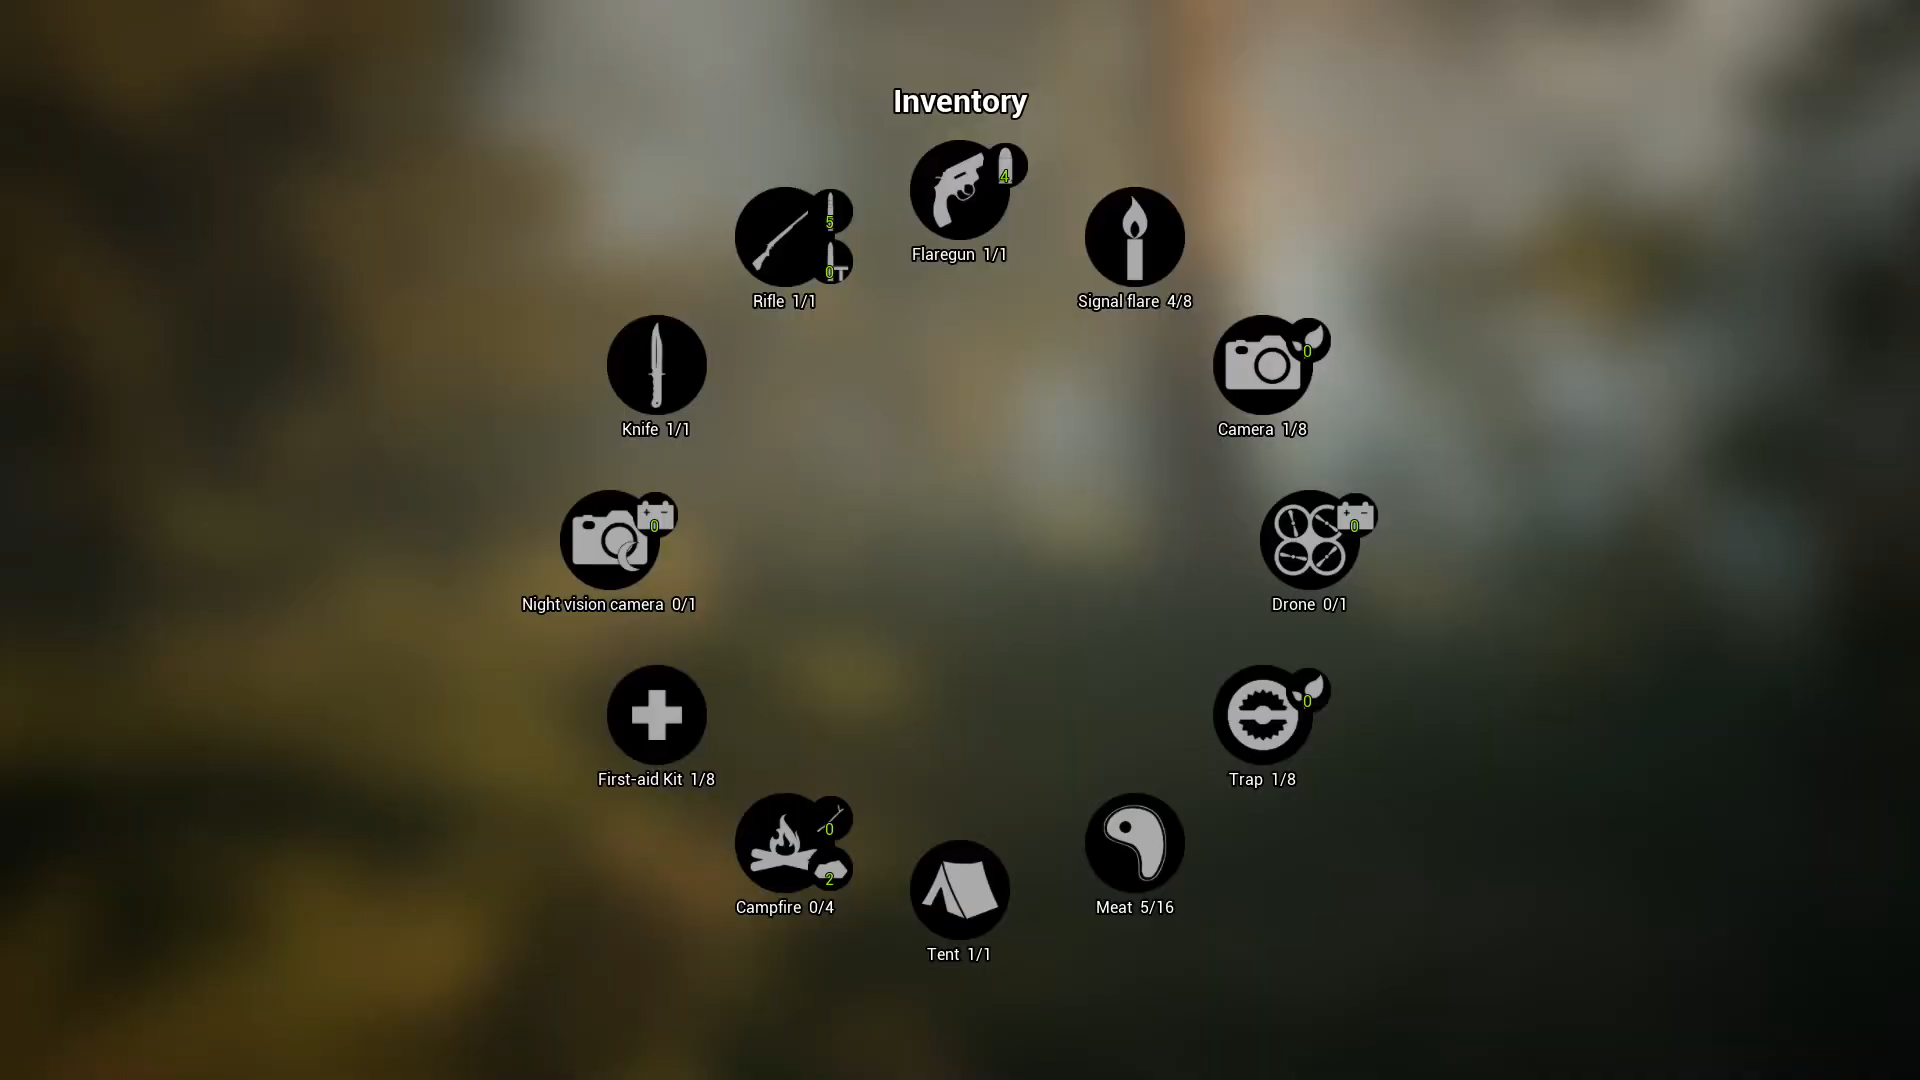 Inventory
4
Flaregun 1/1
5
0
Rifle 1/1
Signal flare 4/8
Knife 1/1
0
Camera 1/8
0
Night vision camera 0/1
0
Drone 0/1
First-aid Kit 1/8
0
Trap 1/8
0
2
Campfire 0/4
Meat 5/16
Tent 1/1